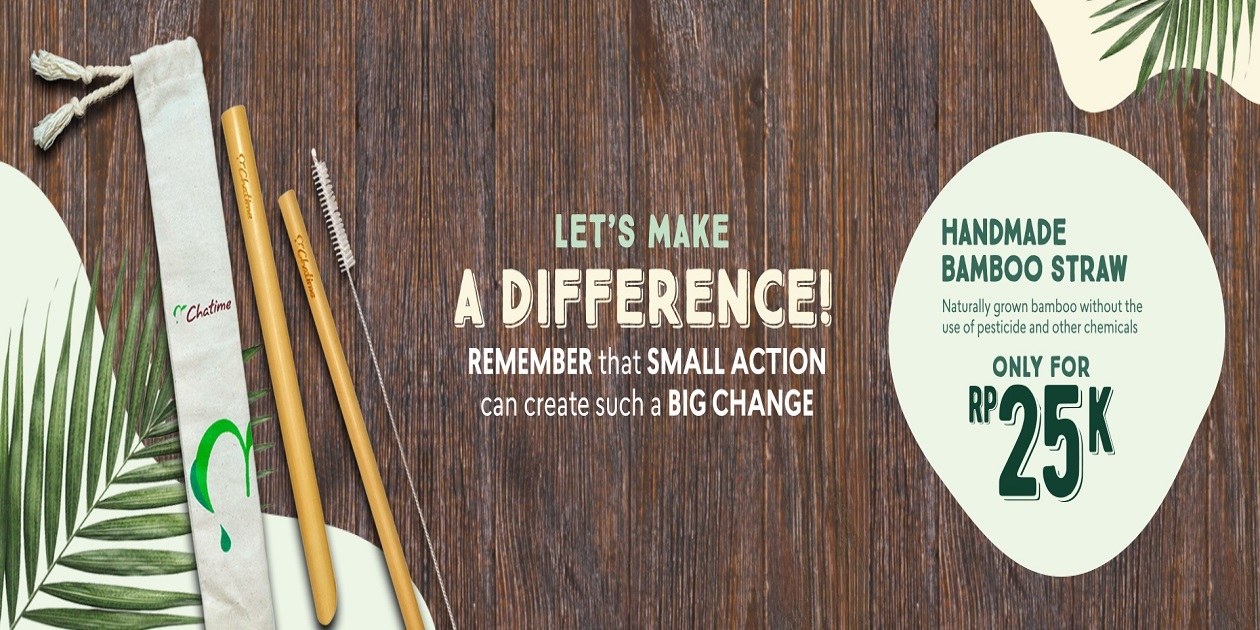 Chatime
Chatime
Chatime
LET'S MAKE
A DIFFERENCE!
REMEMBER that SMALL ACTION
can create such a BIG CHANGE
HANDMADE
BAMBOO STRAW
Naturally grown bamboo without the
use of pesticide and other chemicals
ONLY FOR
RP25K